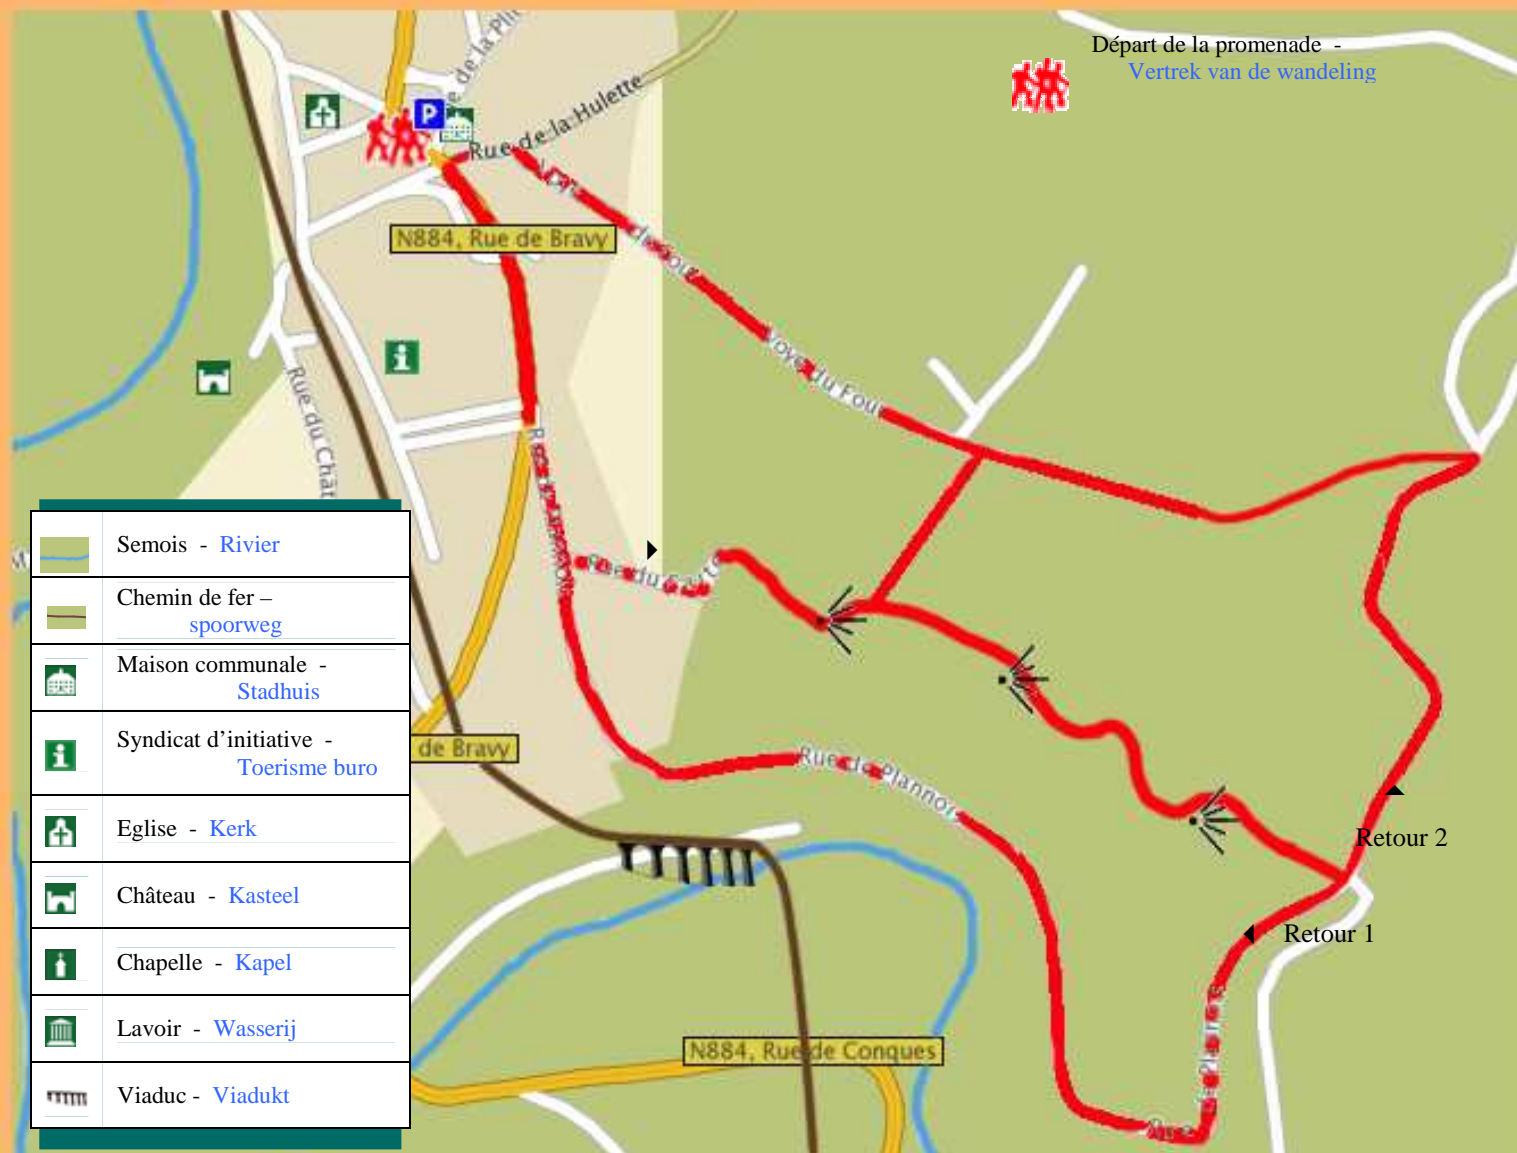 Départ de la promenade -
Vertrek van de wandeling
P
Rue de la Hulette
N884, Rue de Bravy
Voye du Four
Rue du Chât
Rue du Sarte
de Bravy
Rue de Plannois
Retour 2
Retour 1
N884, Rue de Conques
Semois - Rivier
Chemin de fer –
spoorweg
Maison communale -
Stadhuis
Syndicat d'initiative -
Toerisme buro
Eglise - Kerk
Château - Kasteel
Chapelle - Kapel
Lavoir - Wasserij
Viaduc - Viadukt